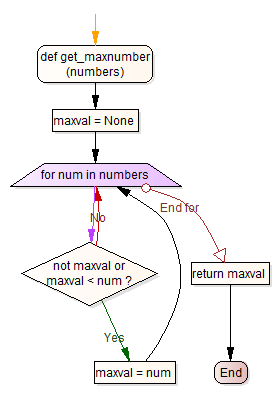 def get_maxnumber
(numbers)
maxval = None
for num in numbers
No
End for
not maxval or
maxval < num ?
return maxval
Yes
maxval = num
End